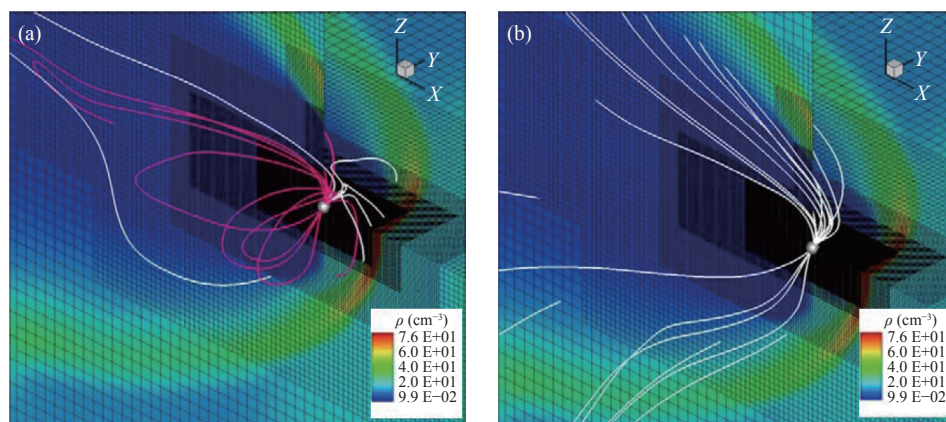 (a)
Z
Y
X
ρ (cm⁻³)
7.6 E+01
6.0 E+01
4.0 E+01
2.0 E+01
9.9 E−02
(b)
Z
Y
X
ρ (cm⁻³)
7.6 E+01
6.0 E+01
4.0 E+01
2.0 E+01
9.9 E−02